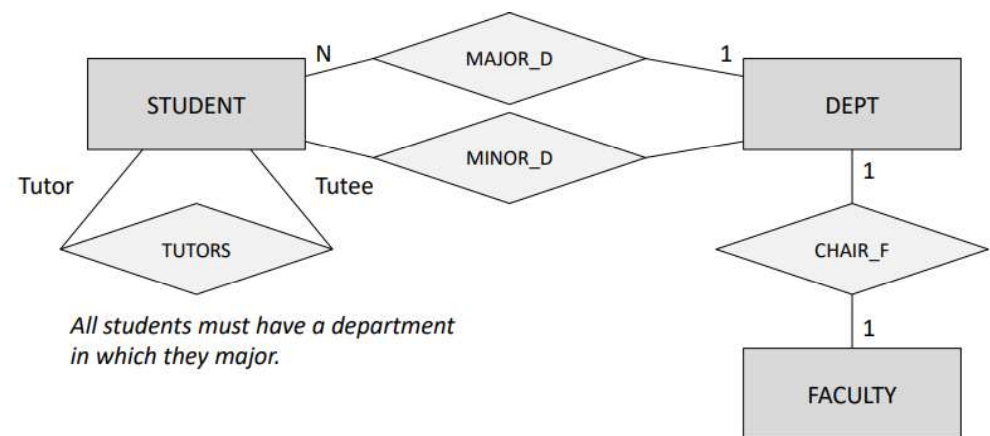 N
MAJOR_D
1
STUDENT
DEPT
MINOR_D
Tutor
Tutee
1
TUTORS
CHAIR_F
All students must have a department
in which they major.
1
FACULTY